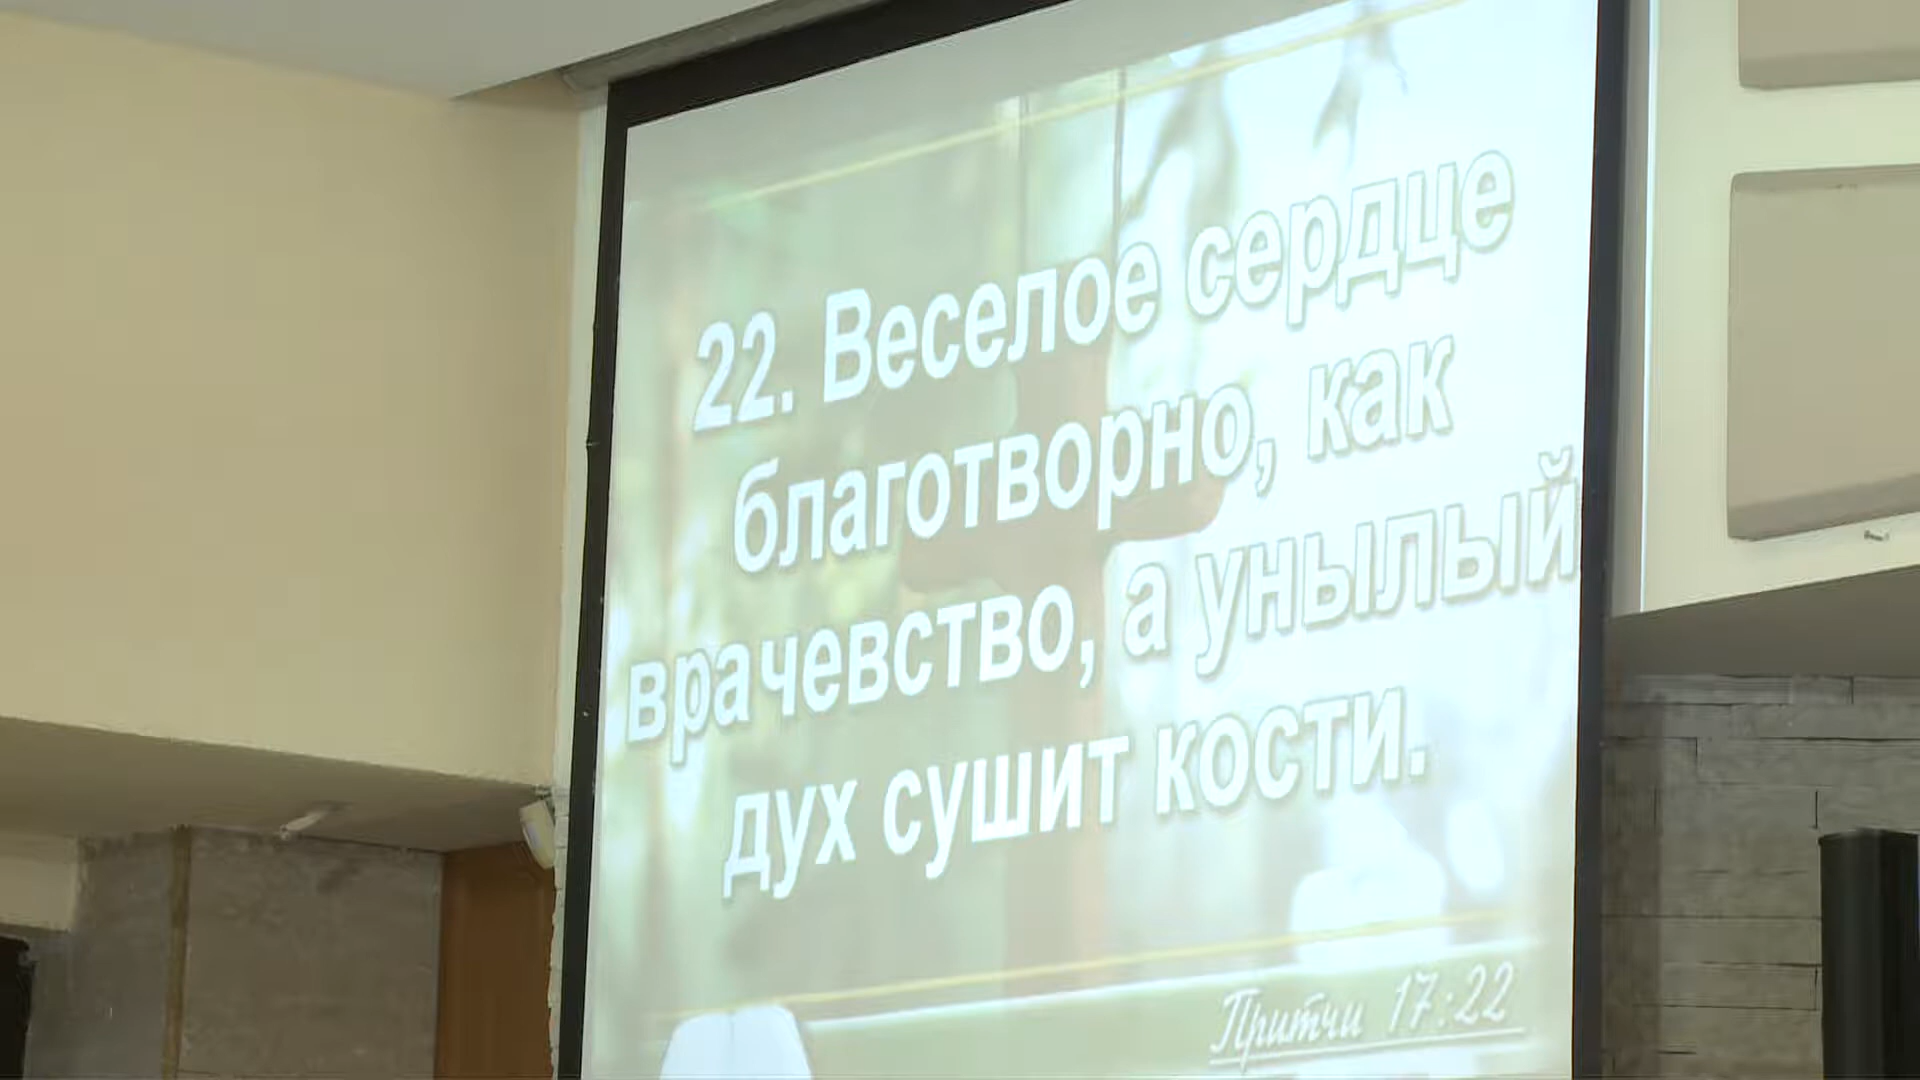 22. Веселое сердце
благотворно, как
врачевство, а унылый
дух сушит кости.
Притчи 17:22